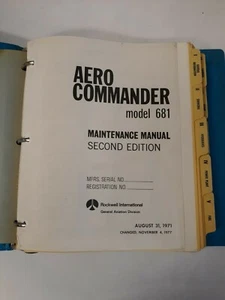 AERO
COMMANDER
model 681
MAINTENANCE MANUAL
SECOND EDITION
MFRS. SERIAL NO.
REGISTRATION NO.
Rockwell International
General Aviation Division
AUGUST 31, 1971
CHANGED, NOVEMBER 4, 1977